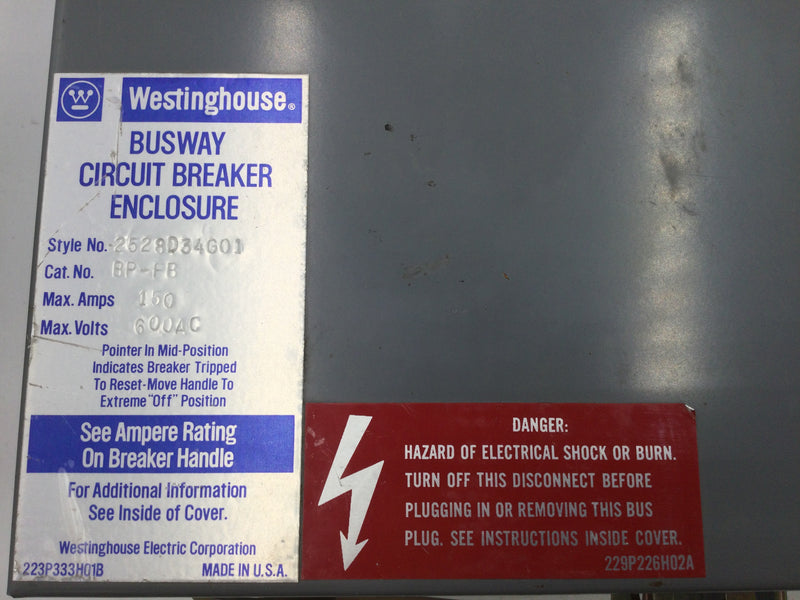 Westinghouse®
BUSWAY
CIRCUIT BREAKER
ENCLOSURE
Style No. 2528D34G01
Cat. No. BP-FB
Max. Amps 150
Max. Volts 600AC
Pointer In Mid-Position
Indicates Breaker Tripped
To Reset-Move Handle To
Extreme "Off" Position
See Ampere Rating
On Breaker Handle
For Additional Information
See Inside of Cover.
Westinghouse Electric Corporation
223P333H01B MADE IN U.S.A.
DANGER:
HAZARD OF ELECTRICAL SHOCK OR BURN.
TURN OFF THIS DISCONNECT BEFORE
PLUGGING IN OR REMOVING THIS BUS
PLUG. SEE INSTRUCTIONS INSIDE COVER.
229P226H02A